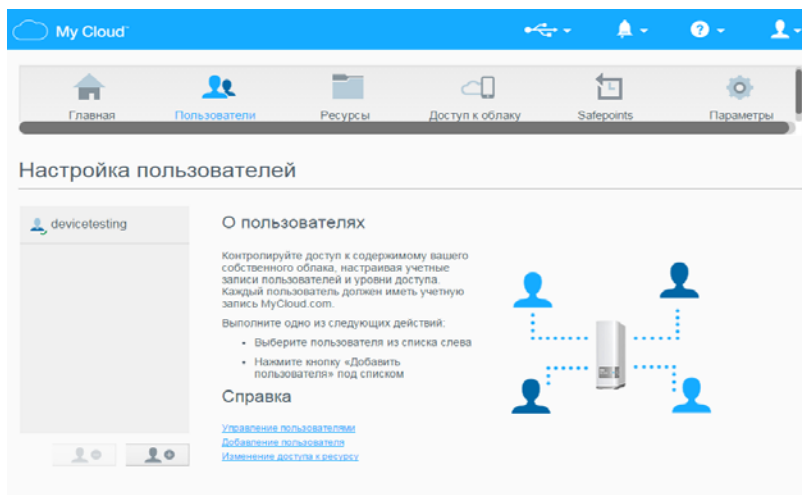 My Cloud™
Главная
Пользователи
Ресурсы
Доступ к облаку
Safepoints
Параметры
Настройка пользователей
devicetesting
О пользователях
Контролируйте доступ к содержимому вашего
собственного облака, настраивая учетные
записи пользователей и уровни доступа.
Каждый пользователь должен иметь учетную
запись MyCloud.com.
Выполните одно из следующих действий:
• Выберите пользователя из списка слева
• Нажмите кнопку «Добавить
пользователя» под списком
Справка
Управление пользователями
Добавление пользователя
Изменение доступа к ресурсу